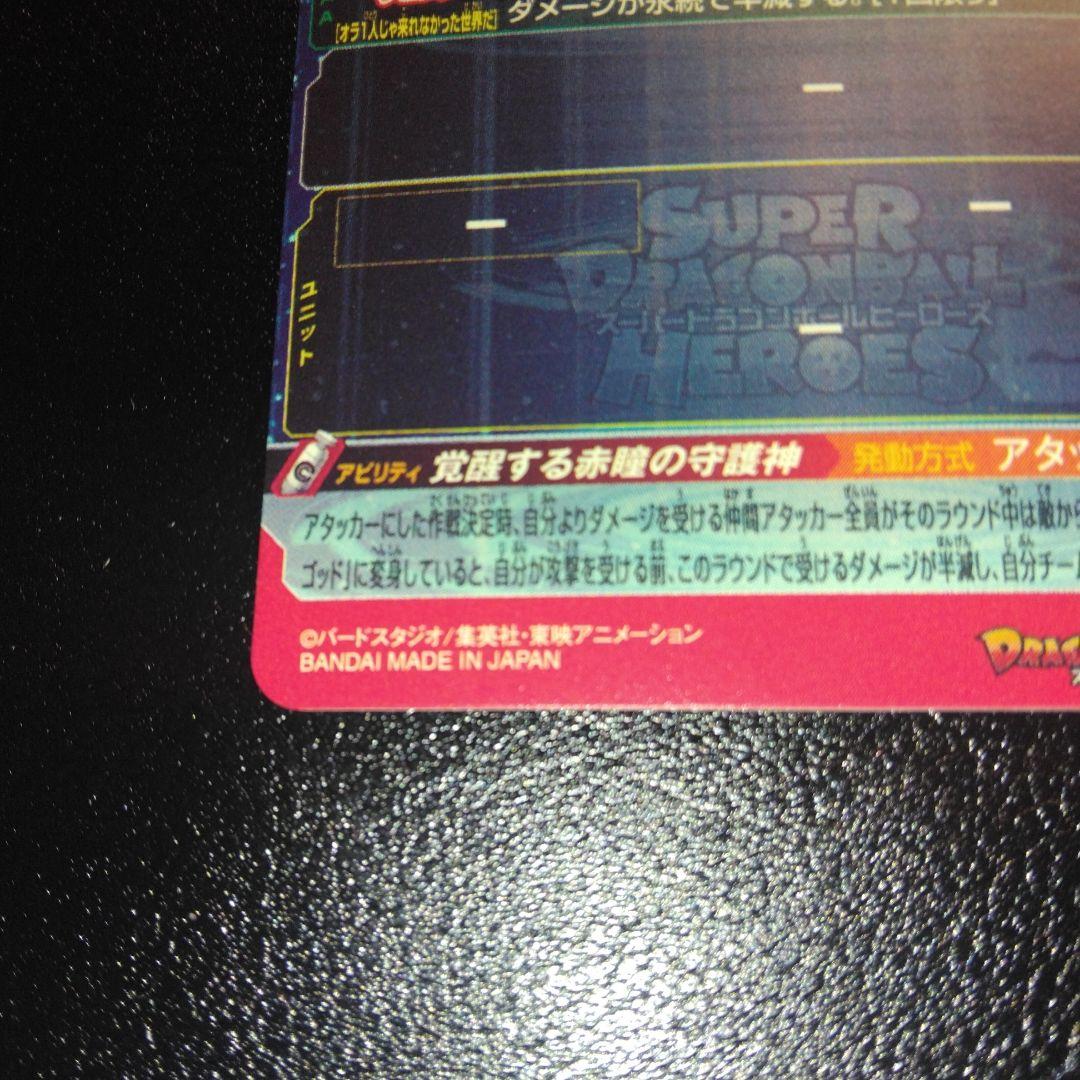 ダメージが永続で半減する。[1回限り]
[オラ1人じゃ来れなかった世界だ]
SUPER
DRAGONBALL
スーパードラゴンボールヒーローズ
HEROES
ユニット
アビリティ 覚醒する赤瞳の守護神 発動方式 アタッ
アタッカーにした作戦決定時、自分よりダメージを受ける仲間アタッカー全員がそのラウンド中は敵から
ゴッド」に変身していると、自分が攻撃を受ける前、このラウンドで受けるダメージが半減し、自分チー
©バードスタジオ/集英社・東映アニメーション
BANDAI MADE IN JAPAN